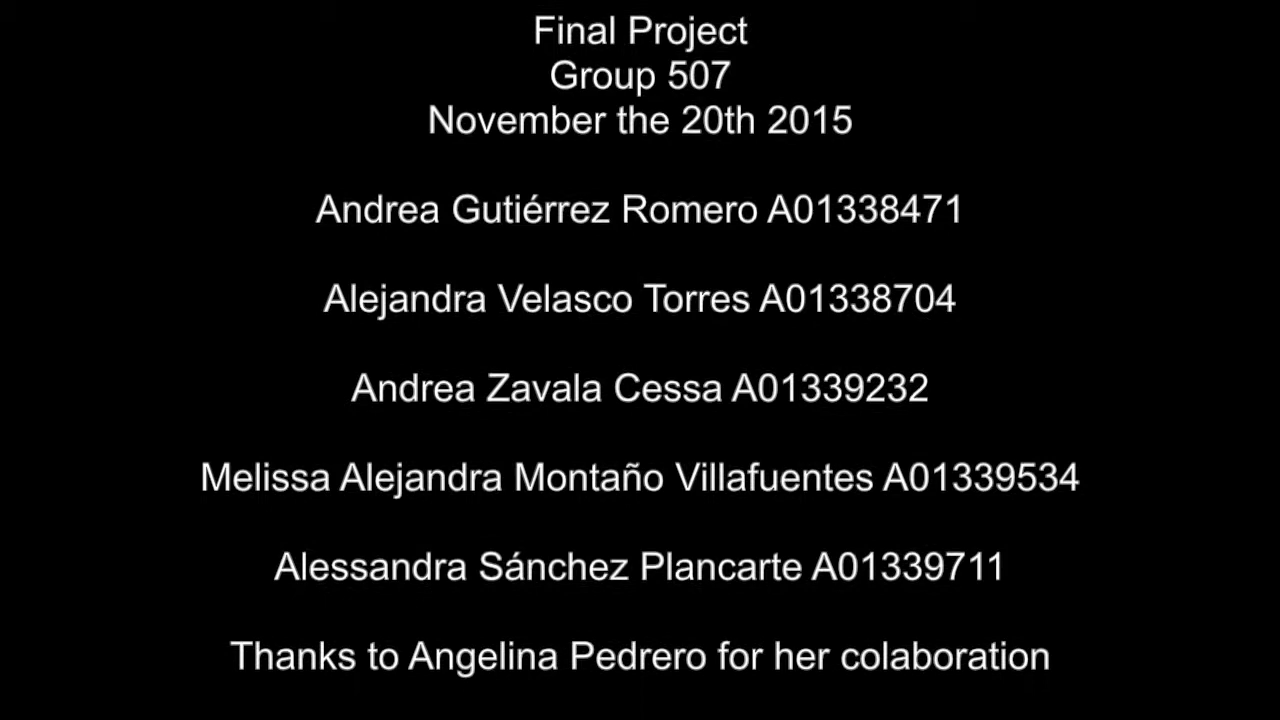 Final Project
Group 507
November the 20th 2015
Andrea Gutiérrez Romero A01338471
Alejandra Velasco Torres A01338704
Andrea Zavala Cessa A01339232
Melissa Alejandra Montaño Villafuentes A01339534
Alessandra Sánchez Plancarte A01339711
Thanks to Angelina Pedrero for her colaboration